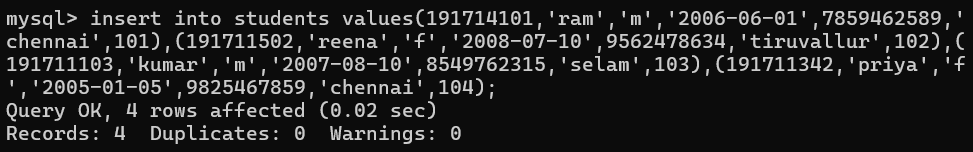 mysql> insert into students values(191714101,'ram','m','2006-06-01',7859462589,'
chennai',101),(191711502,'reena','f','2008-07-10',9562478634,'tiruvallur',102),(
191711103,'kumar','m','2007-08-10',8549762315,'selam',103),(191711342,'priya','f
','2005-01-05',9825467859,'chennai',104);
Query OK, 4 rows affected (0.02 sec)
Records: 4  Duplicates: 0  Warnings: 0